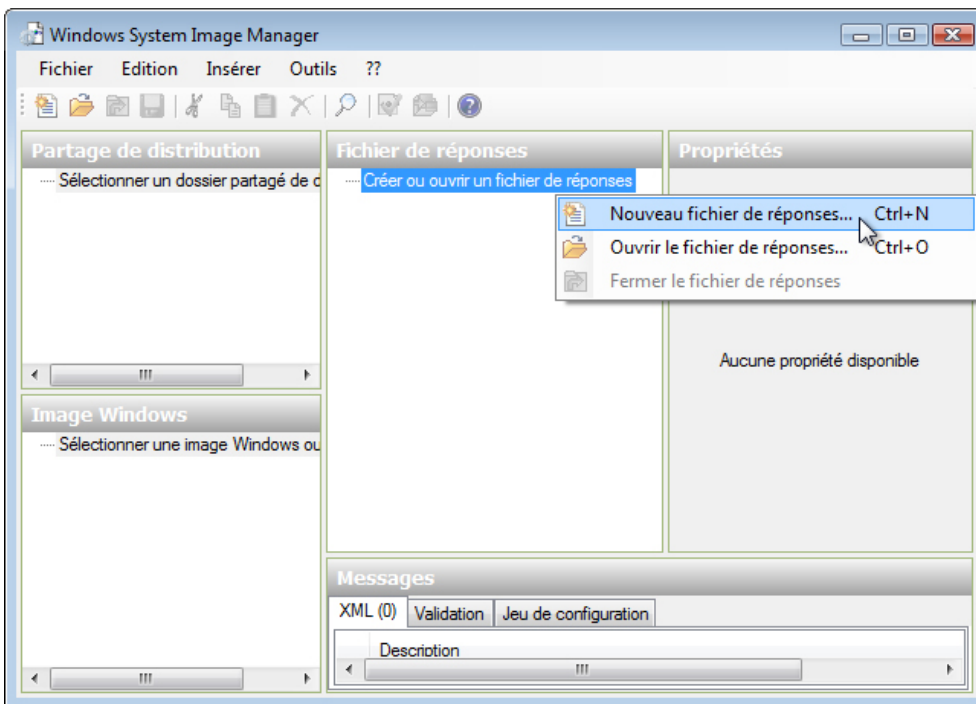 Windows System Image Manager
Fichier Edition Insérer Outils ??
Partage de distribution
Sélectionner un dossier partagé de d
Fichier de réponses
Créer ou ouvrir un fichier de réponses
Propriétés
Nouveau fichier de réponses... Ctrl+N
Ouvrir le fichier de réponses... Ctrl+O
Fermer le fichier de réponses
Aucune propriété disponible
Image Windows
Sélectionner une image Windows ou
Messages
XML (0) Validation Jeu de configuration
Description